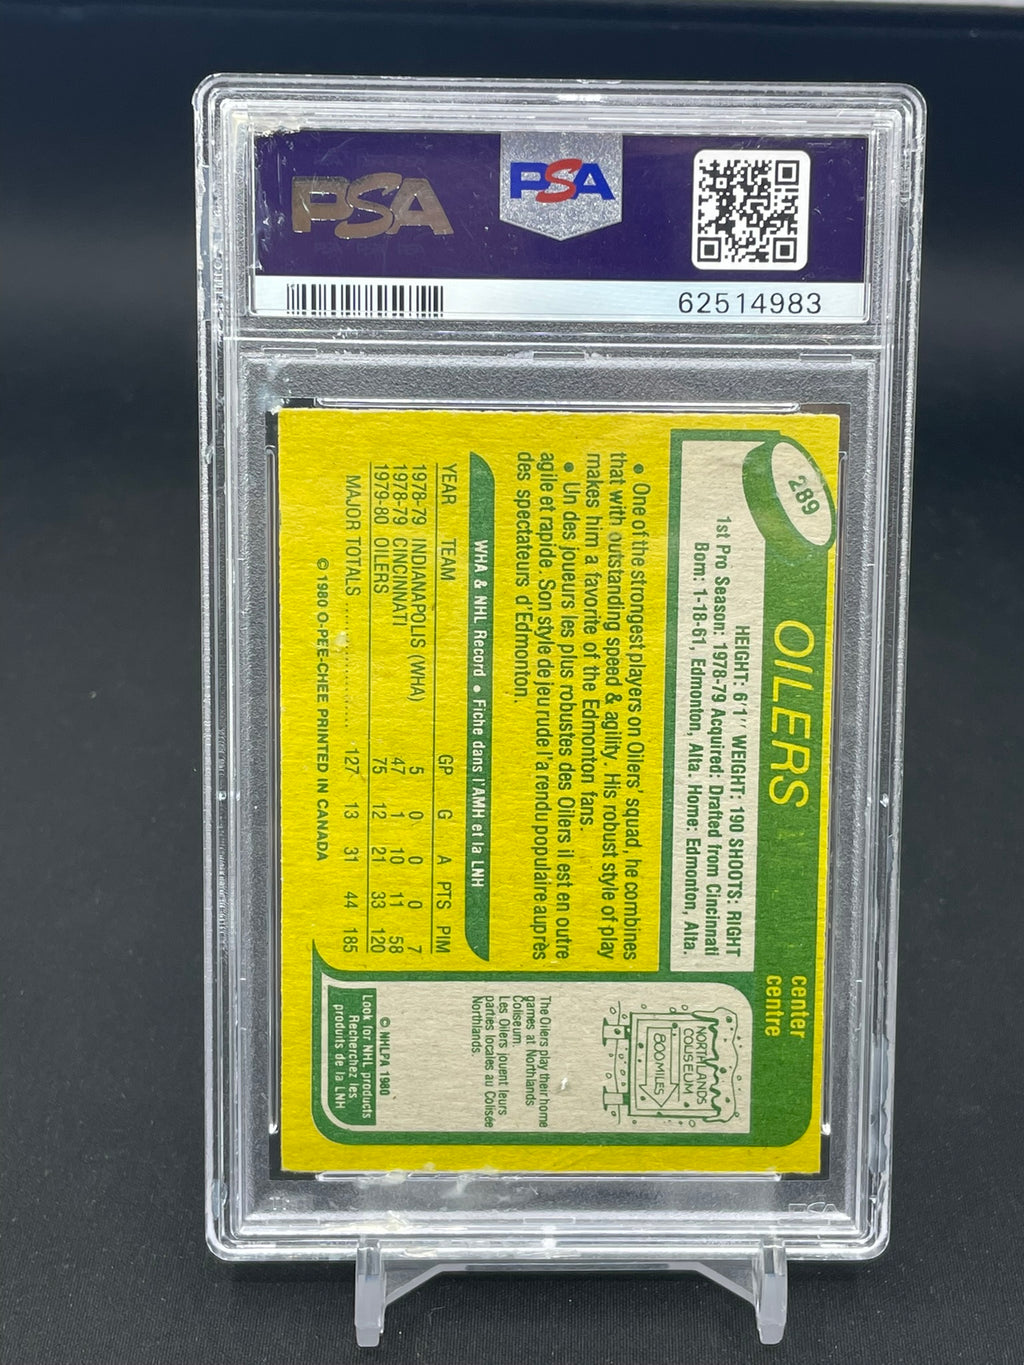 PSA
PSA
62514983
289
OILERS
center
centre
HEIGHT: 6'1'' WEIGHT: 190 SHOOTS: RIGHT
1st Pro Season: 1978-79 Acquired: Drafted from Cincinnati
Born: 1-18-61, Edmonton, Alta. Home: Edmonton, Alta.
• One of the strongest players on Oilers' squad, he combines
that with outstanding speed & agility. His robust style of play
makes him a favorite of the Edmonton fans.
• Un des joueurs les plus robustes des Oilers il est en outre
agile et rapide. Son style de jeu rude l'a rendu populaire auprès
des spectateurs d'Edmonton.
WHA & NHL Record • Fiche dans l'AMH et la LNH
YEAR TEAM GP G A PTS PIM
1978-79 INDIANAPOLIS (WHA) 5 0 0 0 7
1978-79 CINCINNATI 47 1 10 11 58
1979-80 OILERS 75 12 21 33 120
MAJOR TOTALS .................... 127 13 31 44 185
© 1980 O-PEE-CHEE PRINTED IN CANADA
NORTHLANDS
COLISEUM
800 MILES
The Oilers play their home
games at Northlands
Coliseum.
Les Oilers jouent leurs
parties locales au Colisée
Northlands.
© NHLPA 1980
Look for NHL products
Recherchez les
produits de la LNH
PSA